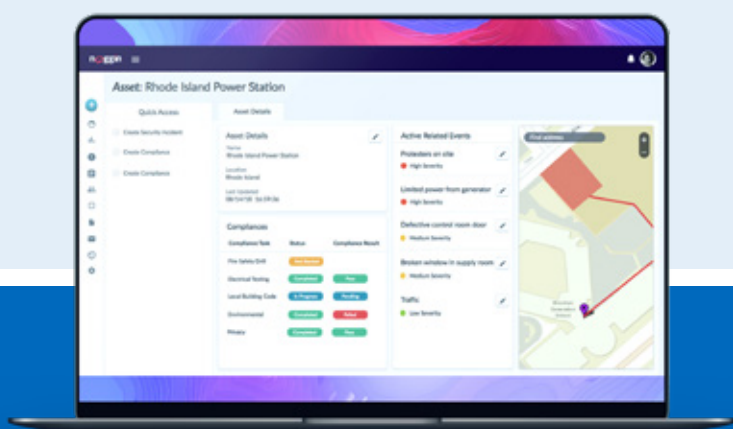 noggin
Asset: Rhode Island Power Station
Quick Access
Create Security Incident
Create Compliance
Create Compliance
Asset Details
Asset Details
Name
Rhode Island Power Station
Location
Rhode Island
Last Updated
Compliances
Compliance Task Status Compliance Result
Fire Safety Drill Not Started
Electrical Testing Completed Pass
Local Building Code In Progress Pending
Environmental Completed Failed
Privacy Completed Pass
Active Related Events
Protesters on site
High Severity
Limited power from generator
High Severity
Defective control room door
Medium Severity
Broken window in supply room
Medium Severity
Traffic
Low Severity
Find address